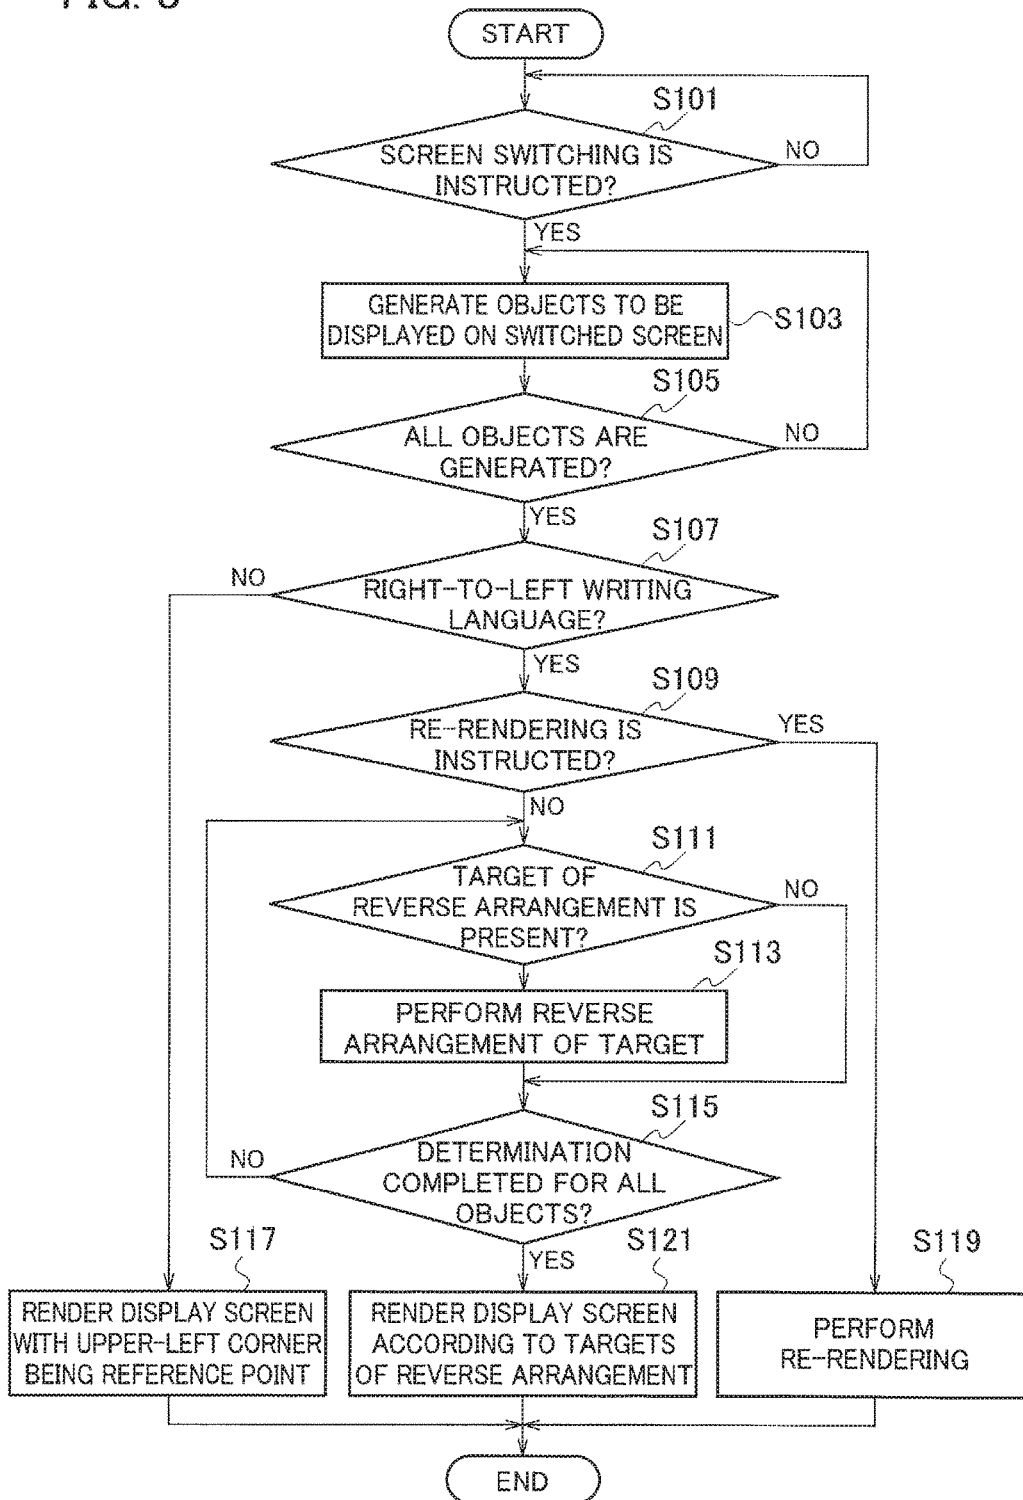 START
S101
SCREEN SWITCHING IS
INSTRUCTED?
NO
YES
GENERATE OBJECTS TO BE
DISPLAYED ON SWITCHED SCREEN
S103
S105
ALL OBJECTS ARE
GENERATED?
NO
YES
S107
NO
RIGHT-TO-LEFT WRITING
LANGUAGE?
YES
S109
RE-RENDERING IS
INSTRUCTED?
YES
NO
S111
TARGET OF
REVERSE ARRANGEMENT IS
PRESENT?
NO
S113
PERFORM REVERSE
ARRANGEMENT OF TARGET
S115
NO
DETERMINATION
COMPLETED FOR ALL
OBJECTS?
YES
S117
RENDER DISPLAY SCREEN
WITH UPPER-LEFT CORNER
BEING REFERENCE POINT
S121
RENDER DISPLAY SCREEN
ACCORDING TO TARGETS
OF REVERSE ARRANGEMENT
S119
PERFORM
RE-RENDERING
END